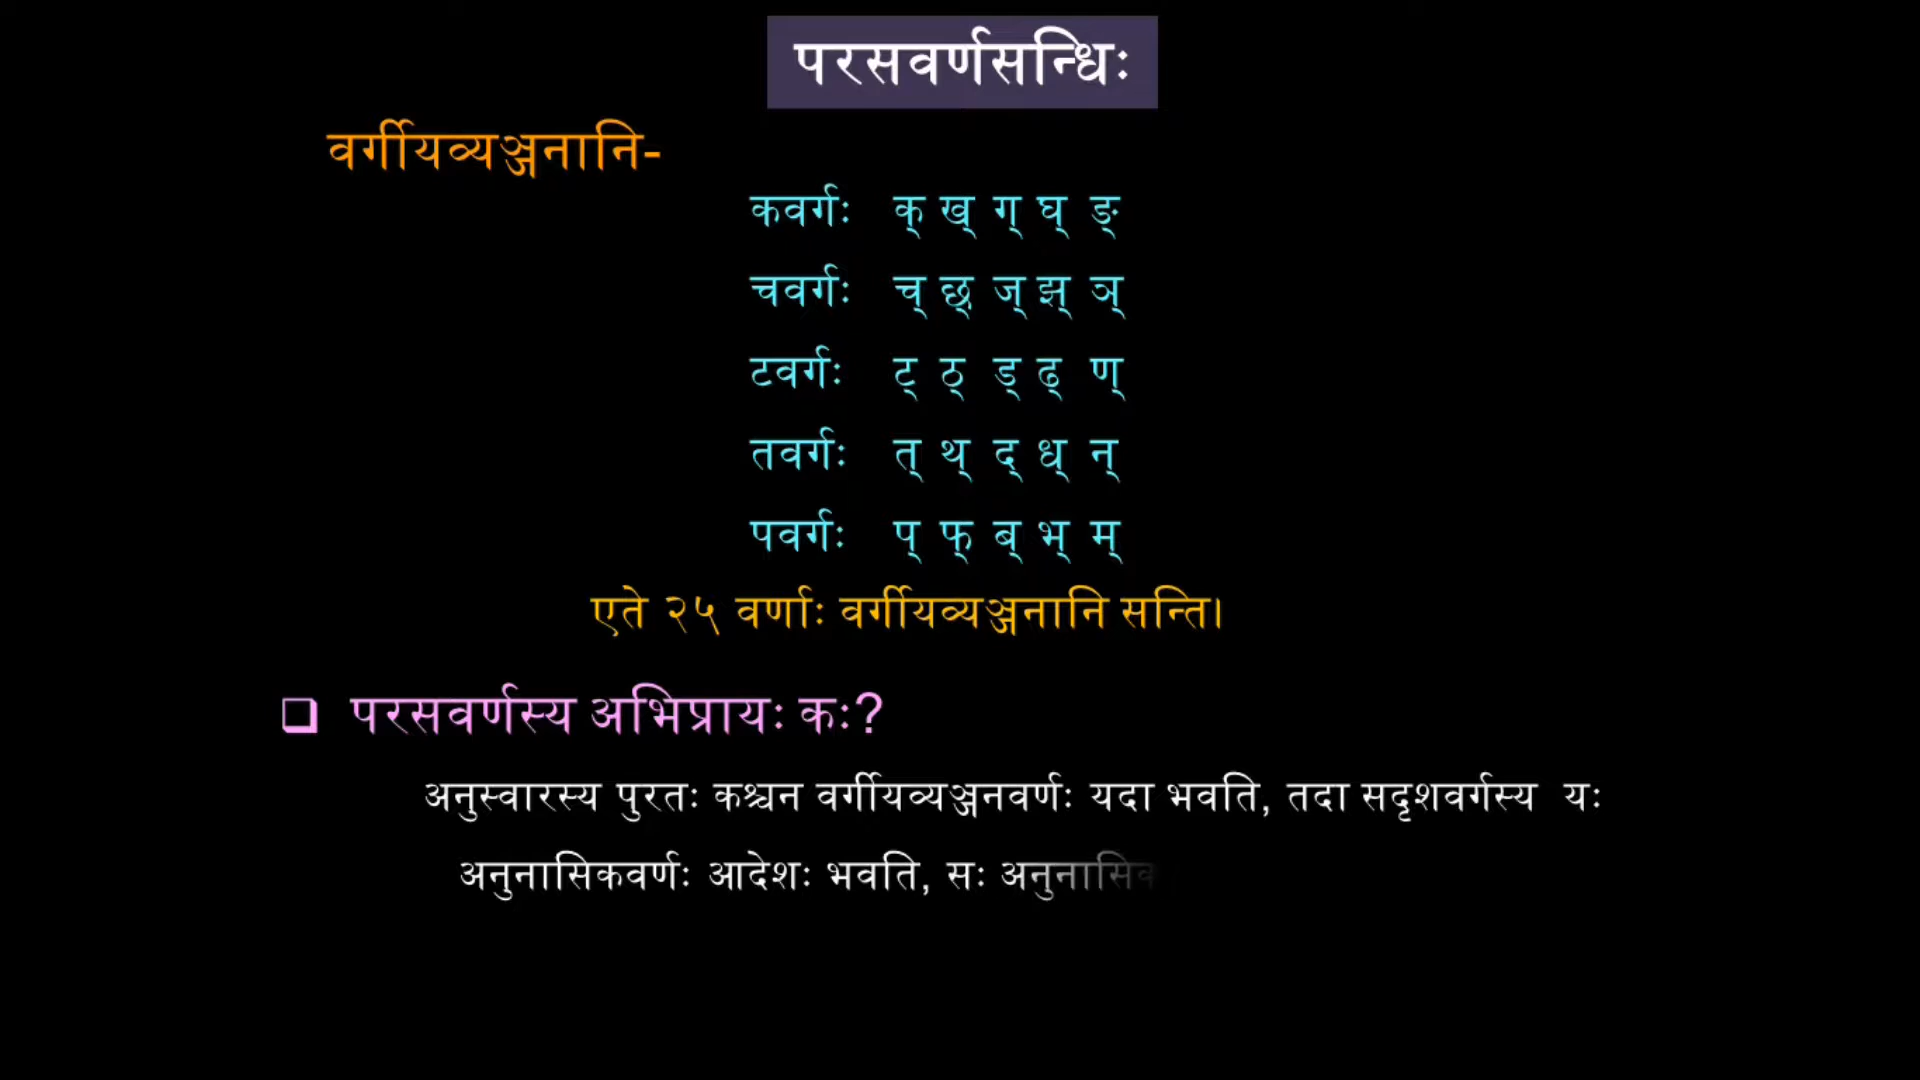 परसवर्णसन्धिः
वर्गीयव्यञ्जनानि-
कवर्गः क् ख् ग् घ् ङ्
चवर्गः च् छ् ज् झ् ञ्
टवर्गः ट् ठ् ड् ढ् ण्
तवर्गः त् थ् द् ध् न्
पवर्गः प् फ् ब् भ् म्
एते २५ वर्णाः वर्गीयव्यञ्जनानि सन्ति।
❑ परसवर्णस्य अभिप्रायः कः?
अनुस्वारस्य पुरतः कश्चन वर्गीयव्यञ्जनवर्णः यदा भवति, तदा सदृशवर्गस्य यः
अनुनासिकवर्णः आदेशः भवति, सः